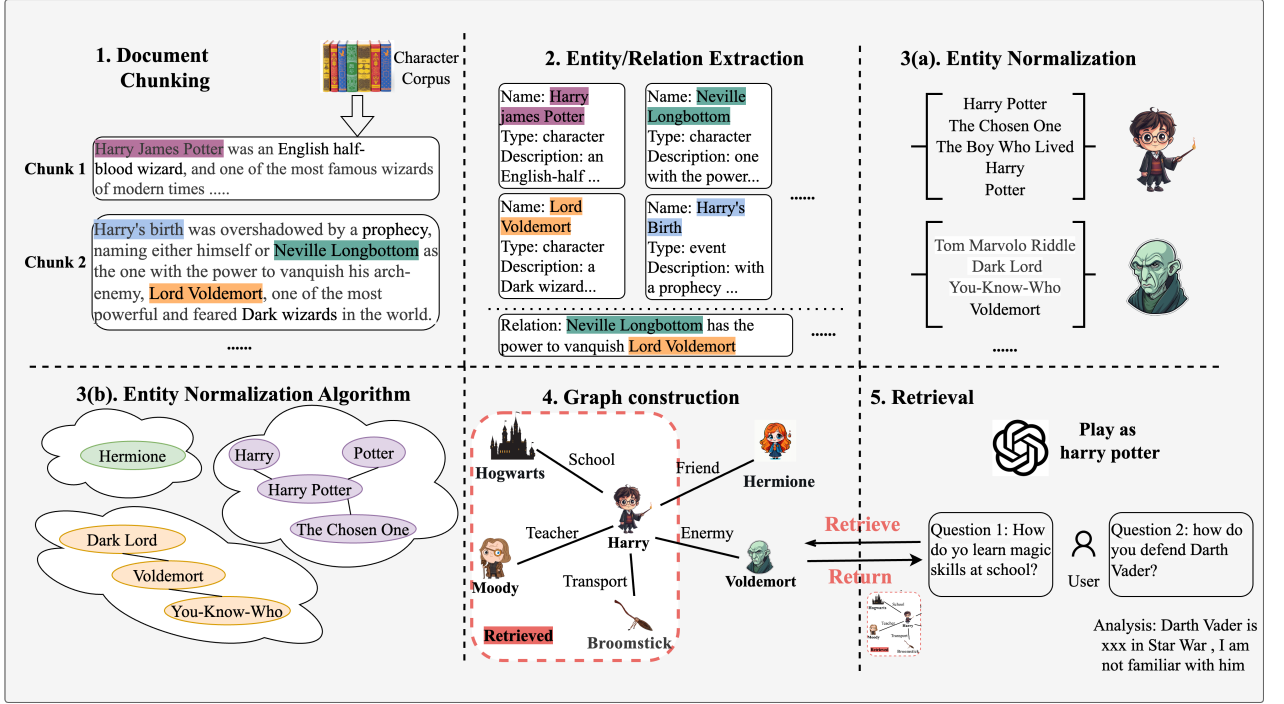 1. Document
Chunking
Character
Corpus
Chunk 1
Harry James Potter was an English half-
blood wizard, and one of the most famous wizards
of modern times .....
Chunk 2
Harry's birth was overshadowed by a prophecy,
naming either himself or Neville Longbottom as
the one with the power to vanquish his arch-
enemy, Lord Voldemort, one of the most
powerful and feared Dark wizards in the world.
......
2. Entity/Relation Extraction
Name: Harry
james Potter
Type: character
Description: an
English-half ...
Name: Neville
Longbottom
Type: character
Description: one
with the power...
Name: Lord
Voldemort
Type: character
Description: a
Dark wizard...
Name: Harry's
Birth
Type: event
Description: with
a prophecy ...
......
Relation: Neville Longbottom has the
power to vanquish Lord Voldemort
......
3(a). Entity Normalization
Harry Potter
The Chosen One
The Boy Who Lived
Harry
Potter
Tom Marvolo Riddle
Dark Lord
You-Know-Who
Voldemort
......
3(b). Entity Normalization Algorithm
Hermione
Harry
Potter
Harry Potter
The Chosen One
Dark Lord
Voldemort
You-Know-Who
4. Graph construction
Hogwarts
School
Friend
Hermione
Harry
Teacher
Enermy
Moody
Transport
Voldemort
Retrieved
Broomstick
5. Retrieval
Play as
harry potter
Retrieve
Return
Question 1: How
do yo learn magic
skills at school?
User
Question 2: how do
you defend Darth
Vader?
Hogwarts
School
Teacher
Harry
Moody
Transport
Retrieved
Broomstick
Analysis: Darth Vader is
xxx in Star War , I am
not familiar with him